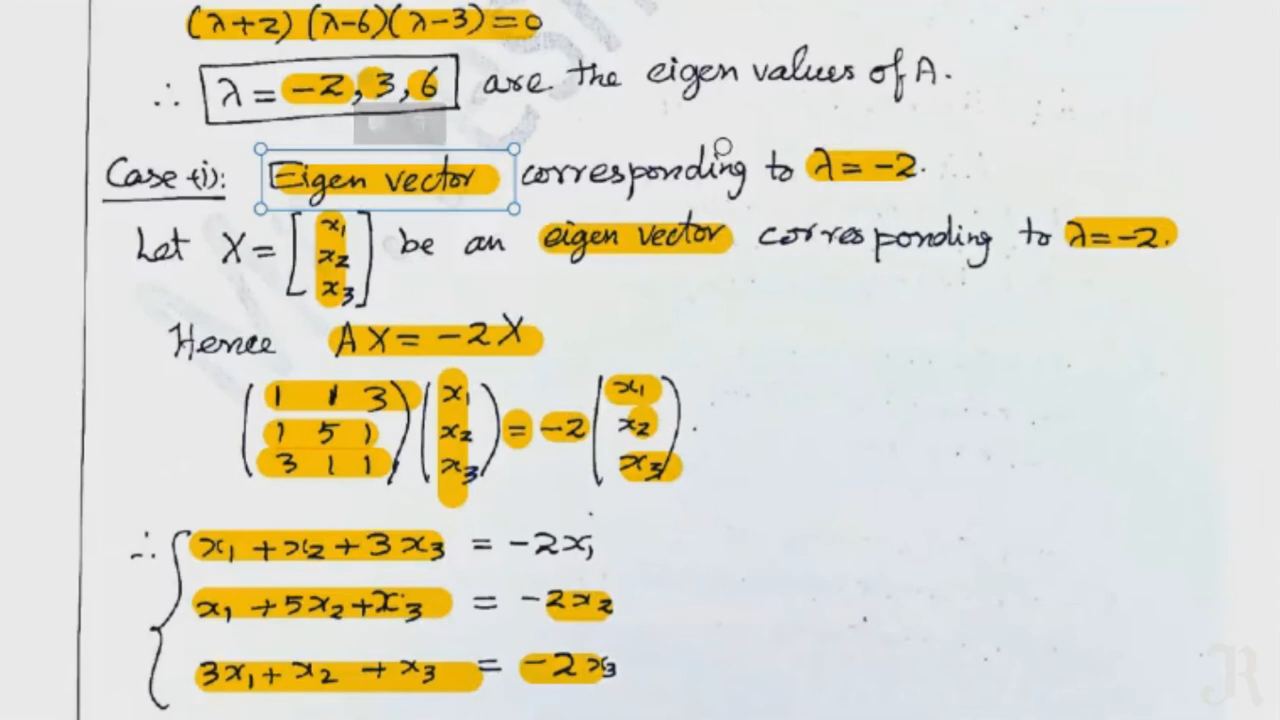 (λ+2) (λ-6)(λ-3)=0
∴ λ = -2, 3, 6 are the eigen values of A.
Case (i): Eigen vector corresponding to λ = -2.
Let X = [x₁ x₂ x₃] be an eigen vector corresponding to λ=-2.
Hence AX = -2X
(1 1 3) (x₁) = -2 (x₁)
(1 5 1) (x₂) (x₂)
(3 1 1) (x₃) (x₃)
∴ { x₁ + x₂ + 3x₃ = -2x₁
x₁ + 5x₂ + x₃ = -2x₂
3x₁ + x₂ + x₃ = -2x₃
JR